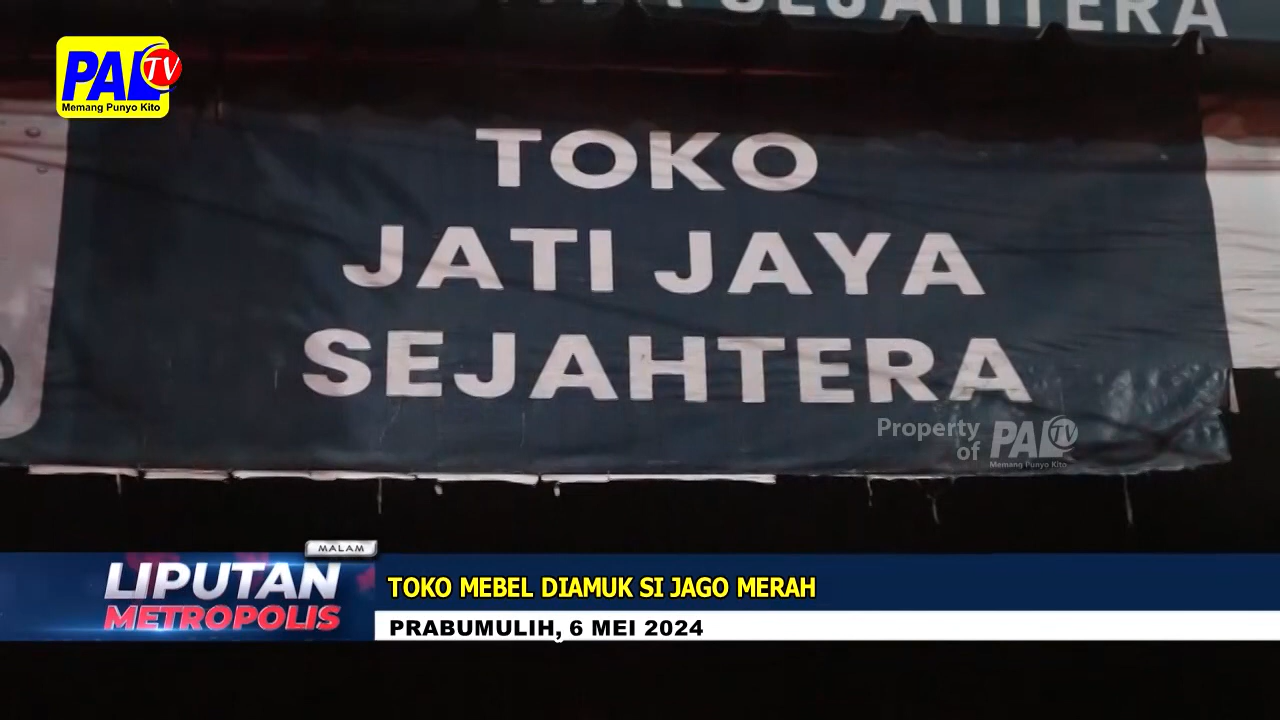 SEJAHTERA
PAL TV
Memang Punyo Kito
TOKO
JATI JAYA
SEJAHTERA
Property
of PAL TV
Memang Punyo Kito
MALAM
LIPUTAN
METROPOLIS
TOKO MEBEL DIAMUK SI JAGO MERAH
PRABUMULIH, 6 MEI 2024